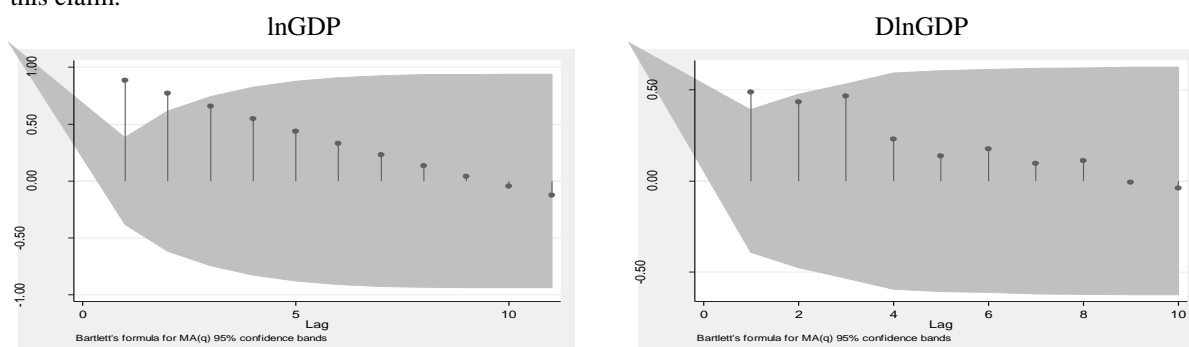 this claim.
lnGDP
DlnGDP
1.00
0.50
0.00
-0.50
-1.00
0 5 10
Lag
Bartlett's formula for MA(q) 95% confidence bands
0.50
0.00
-0.50
0 2 4 6 8 10
Lag
Bartlett's formula for MA(q) 95% confidence bands